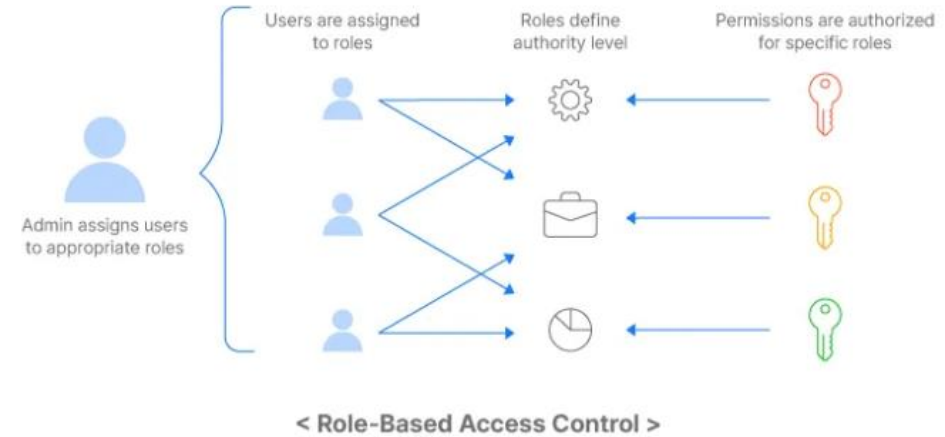 Users are assigned
to roles
Roles define
authority level
Permissions are authorized
for specific roles
Admin assigns users
to appropriate roles
< Role-Based Access Control >